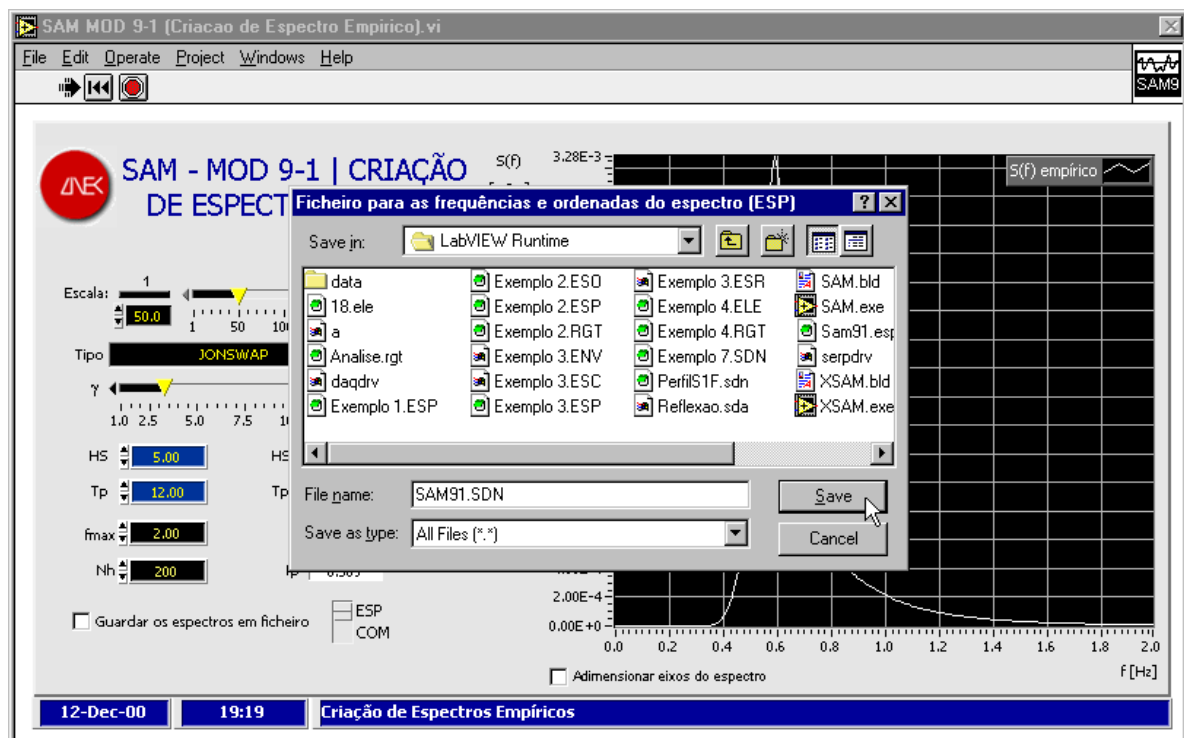 SAM MOD 9-1 (Criacao de Espectro Empirico).vi
File Edit Operate Project Windows Help
SAM9
LNEC
SAM - MOD 9-1 | CRIAÇÃO
DE ESPECT
S(f)
3.28E-3
S(f) empírico
Ficheiro para as frequências e ordenadas do espectro (ESP)
Save in: LabVIEW Runtime
data
18.ele
a
Analise.rgt
daqdrv
Exemplo 1.ESP
Exemplo 2.ESO
Exemplo 2.ESP
Exemplo 2.RGT
Exemplo 3.ENV
Exemplo 3.ESC
Exemplo 3.ESP
Exemplo 3.ESR
Exemplo 4.ELE
Exemplo 4.RGT
Exemplo 7.SDN
PerfilS1F.sdn
Reflexao.sda
SAM.bld
SAM.exe
Sam91.esp
serpdrv
XSAM.bld
XSAM.exe
File name: SAM91.SDN
Save
Save as type: All Files (*.*)
Cancel
Escala: 1
50.0
1 50 10
Tipo JONSWAP
γ
1.0 2.5 5.0 7.5 1
HS 5.00 HS
Tp 12.00 Tp
fmax 2.00
Nh 200
Guardar os espectros em ficheiro
ESP
COM
2.00E-4
0.00E+0
0.0 0.2 0.4 0.6 0.8 1.0 1.2 1.4 1.6 1.8 2.0
f [Hz]
Adimensionar eixos do espectro
12-Dec-00 19:19 Criação de Espectros Empíricos